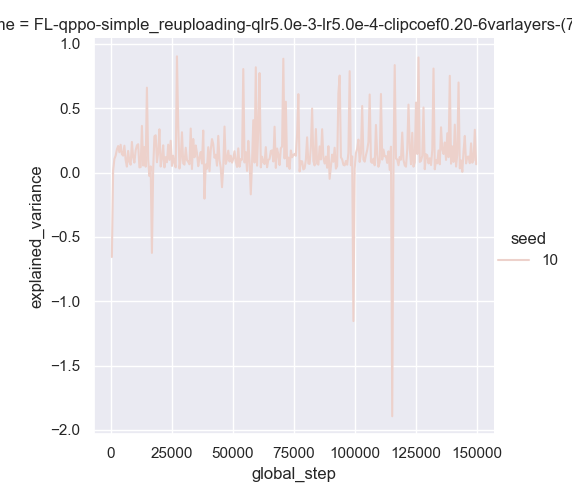 me = FL-qppo-simple_reuploading-qlr5.0e-3-lr5.0e-4-clipcoef0.20-6varlayers-(7
1.0
0.5
0.0
−0.5
−1.0
−1.5
−2.0
explained_variance
0 25000 50000 75000 100000 125000 150000
global_step
seed
10